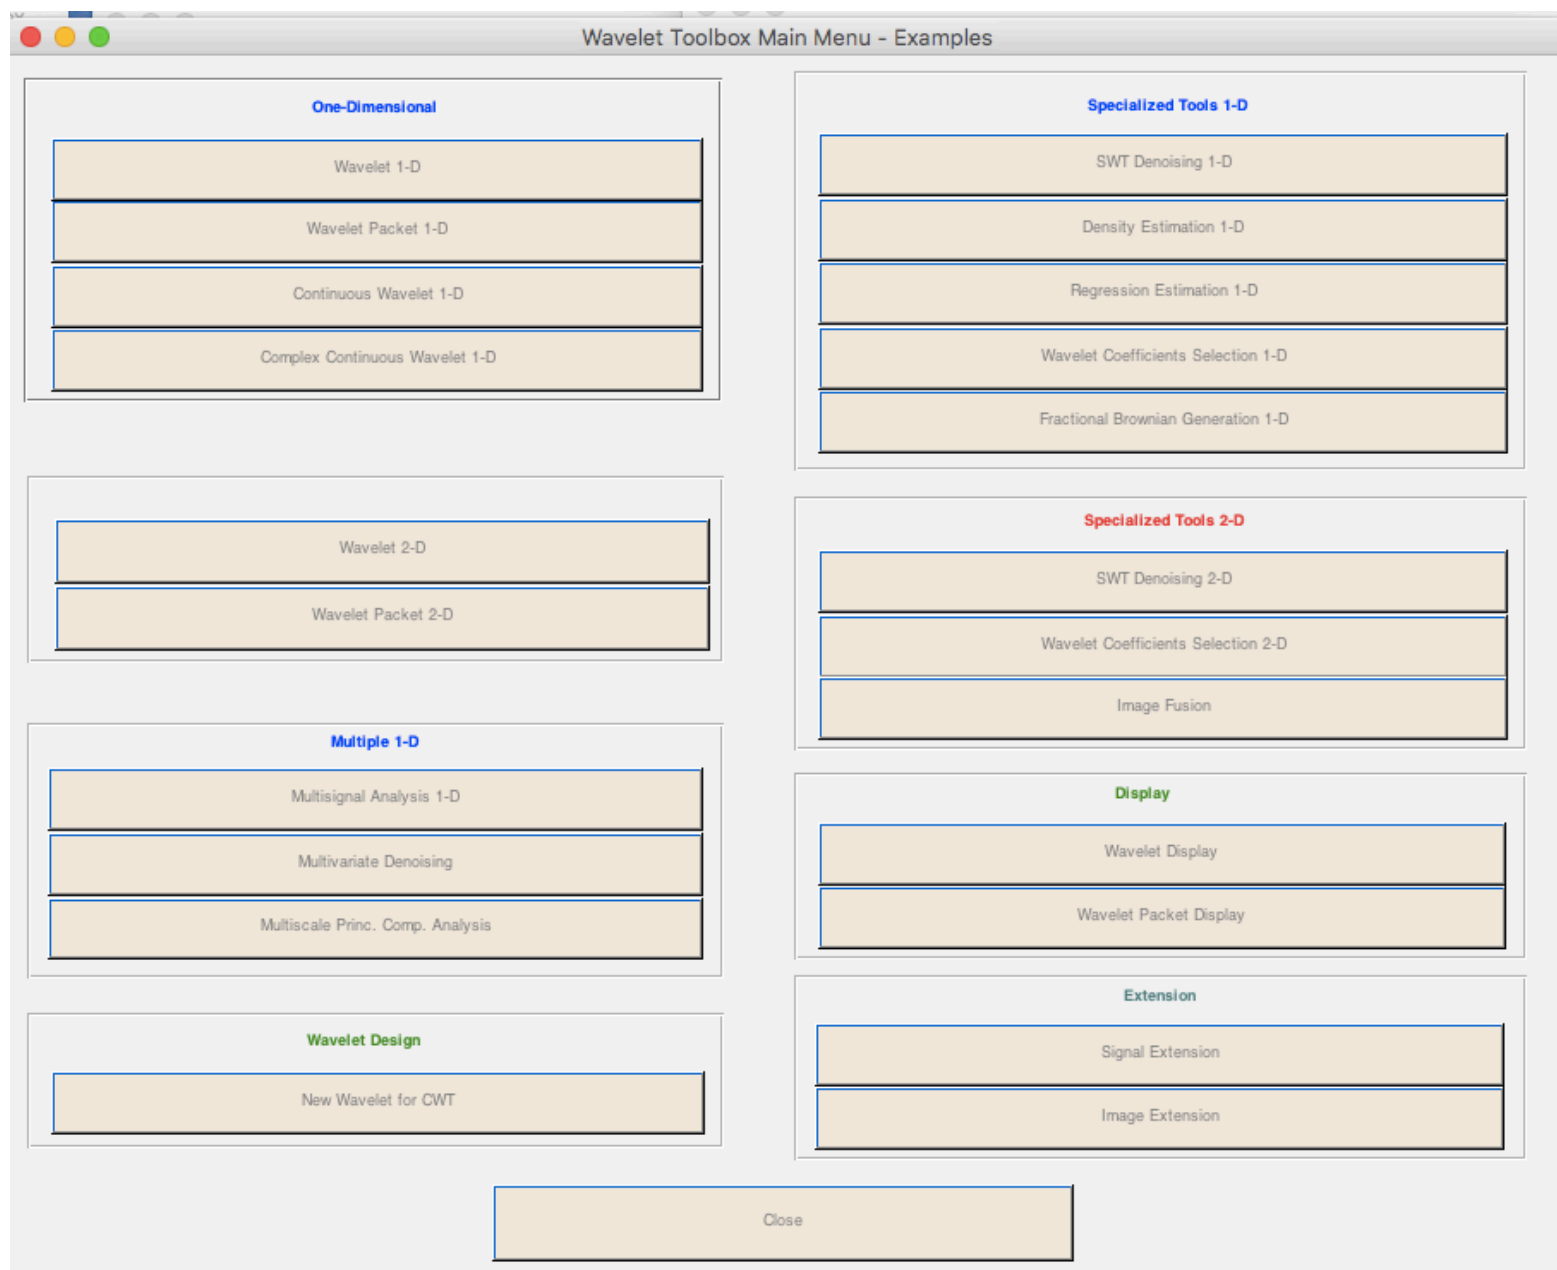 Wavelet Toolbox Main Menu - Examples
One-Dimensional
Wavelet 1-D
Wavelet Packet 1-D
Continuous Wavelet 1-D
Complex Continuous Wavelet 1-D
Wavelet 2-D
Wavelet Packet 2-D
Multiple 1-D
Multisignal Analysis 1-D
Multivariate Denoising
Multiscale Princ. Comp. Analysis
Wavelet Design
New Wavelet for CWT
Specialized Tools 1-D
SWT Denoising 1-D
Density Estimation 1-D
Regression Estimation 1-D
Wavelet Coefficients Selection 1-D
Fractional Brownian Generation 1-D
Specialized Tools 2-D
SWT Denoising 2-D
Wavelet Coefficients Selection 2-D
Image Fusion
Display
Wavelet Display
Wavelet Packet Display
Extension
Signal Extension
Image Extension
Close